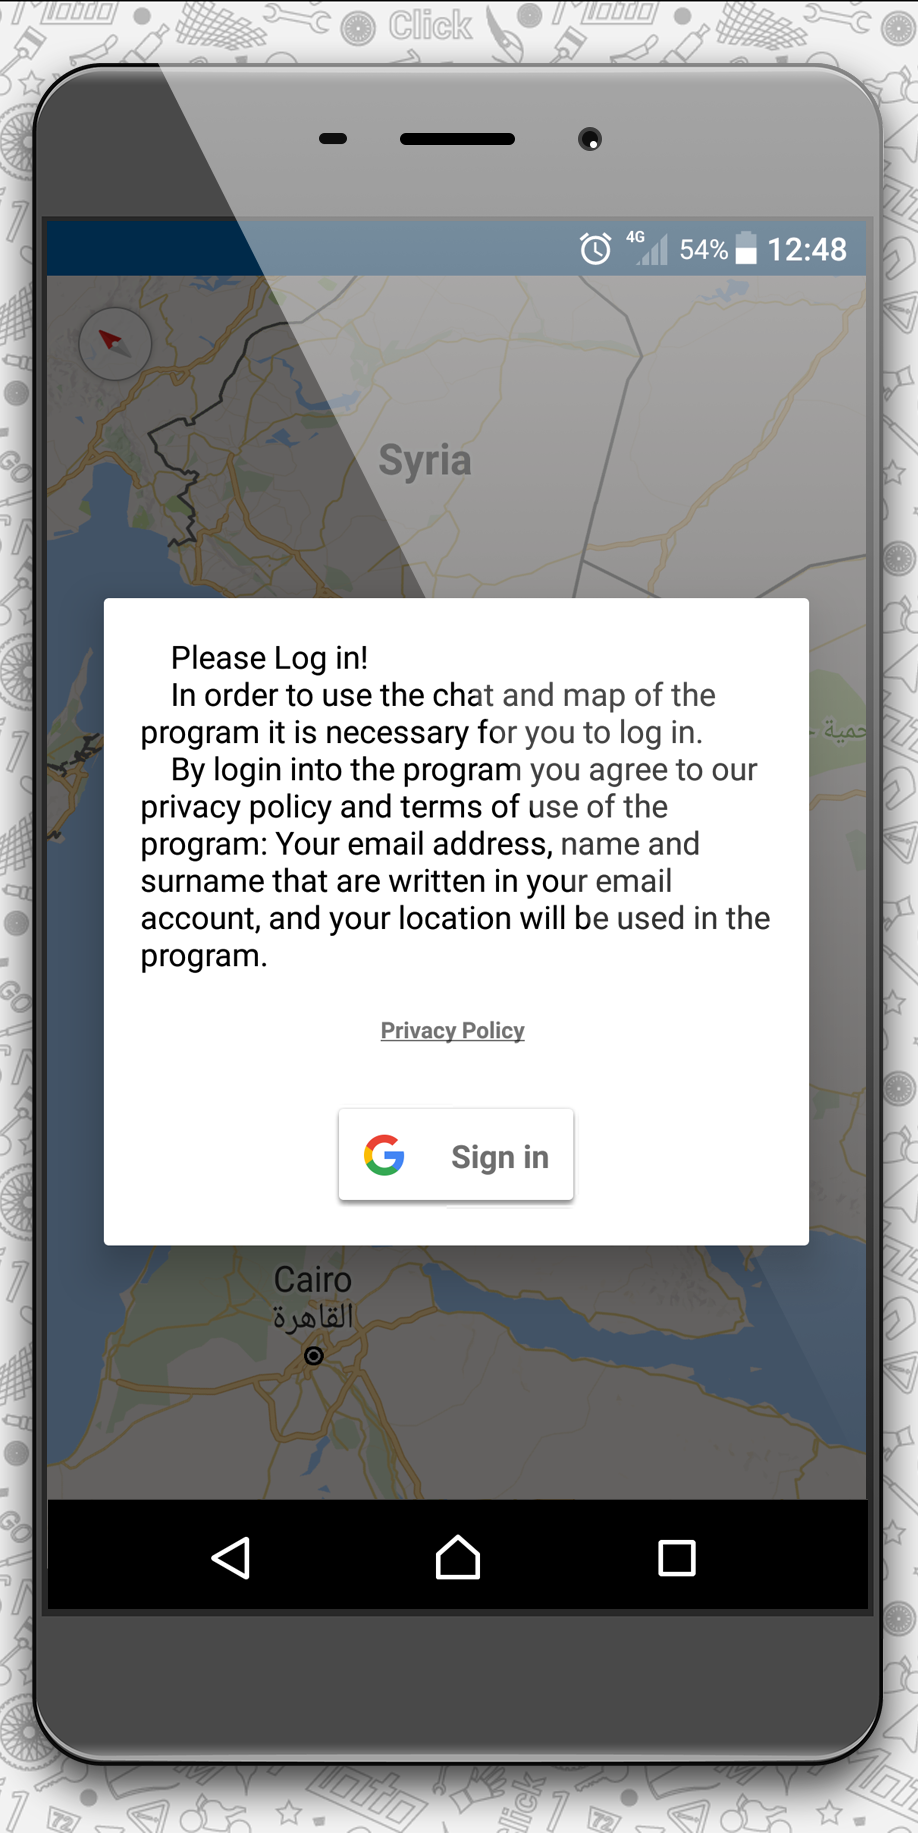 Click
4G 54% 12:48
Syria
Please Log in!
In order to use the chat and map of the
program it is necessary for you to log in.
حمية
By login into the program you agree to our
privacy policy and terms of use of the
program: Your email address, name and
surname that are written in your email
account, and your location will be used in the
program.
Privacy Policy
Sign in
Cairo
القاهرة